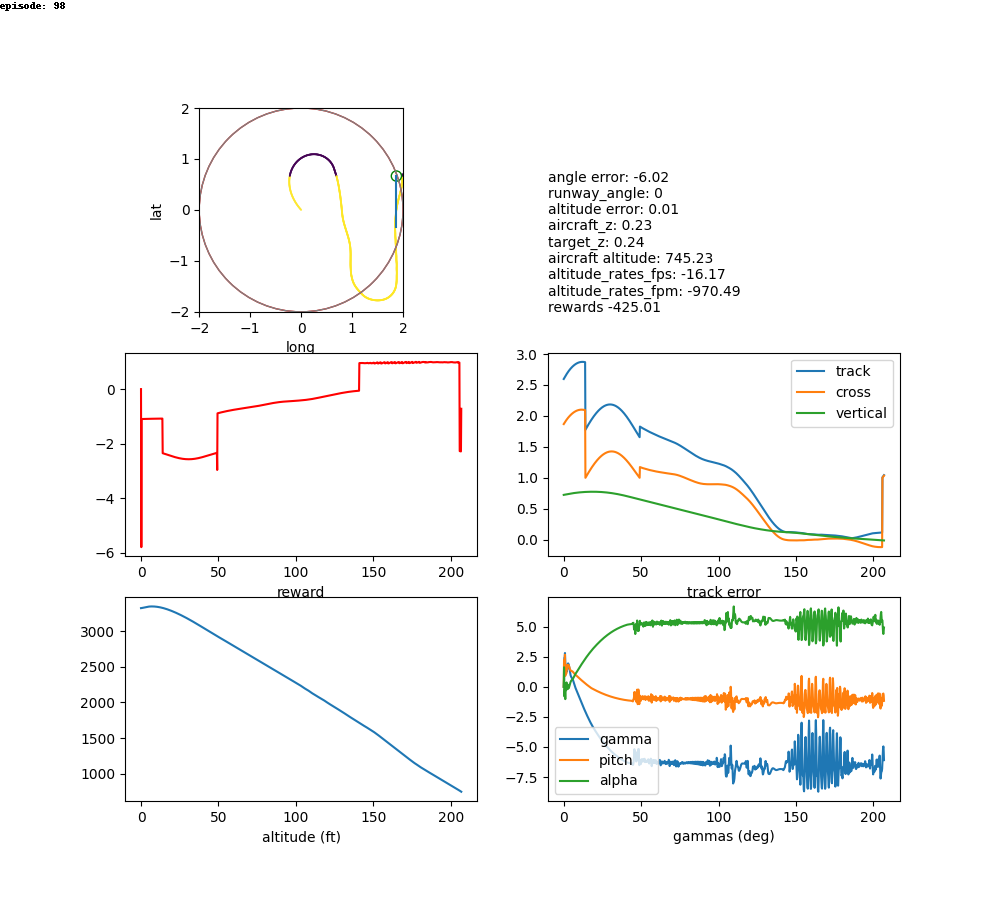 episode: 98
2
1
0
−1
−2
lat
−2 −1 0 1 2
long
angle error: -6.02
runway_angle: 0
altitude error: 0.01
aircraft_z: 0.23
target_z: 0.24
aircraft altitude: 745.23
altitude_rates_fps: -16.17
altitude_rates_fpm: -970.49
rewards -425.01
0
−2
−4
−6
0 50 100 150 200
reward
3.0
2.5
2.0
1.5
1.0
0.5
0.0
track
cross
vertical
0 50 100 150 200
track error
3000
2500
2000
1500
1000
0 50 100 150 200
altitude (ft)
5.0
2.5
0.0
−2.5
−5.0
−7.5
gamma
pitch
alpha
0 50 100 150 200
gammas (deg)